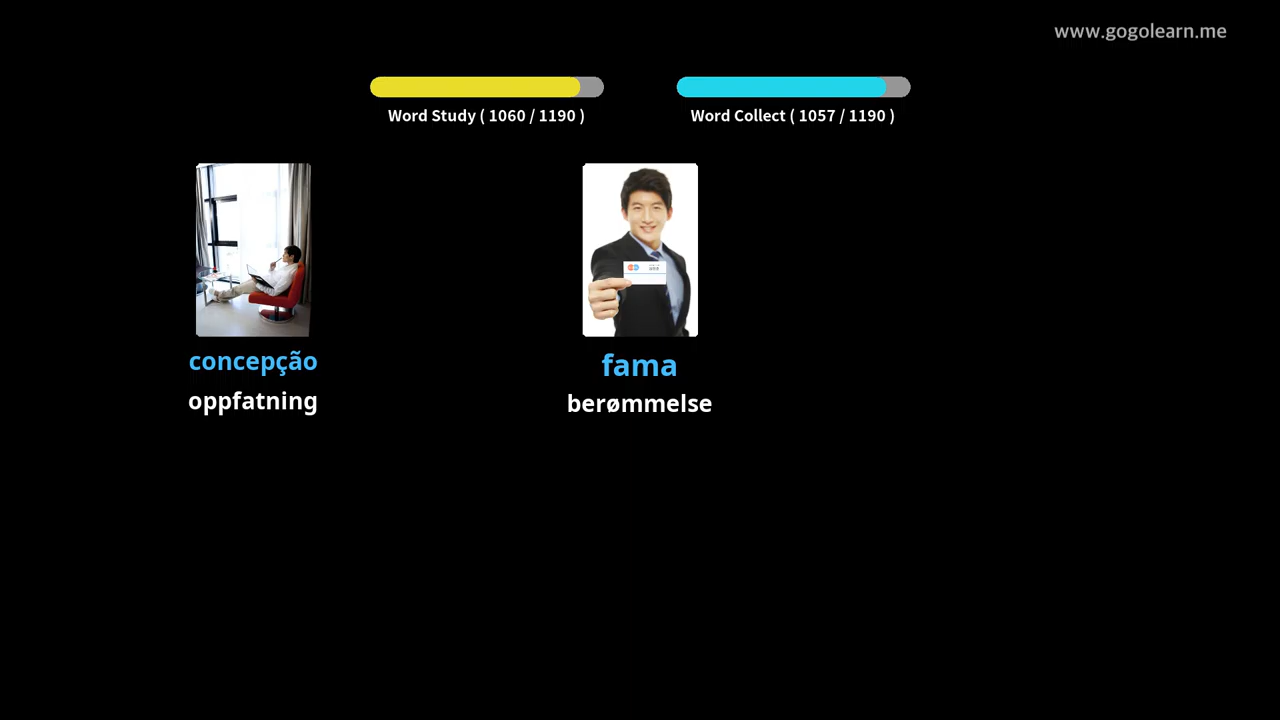 www.gogolearn.me
Word Study ( 1060 / 1190 )
Word Collect ( 1057 / 1190 )
concepção
oppfatning
fama
berømmelse